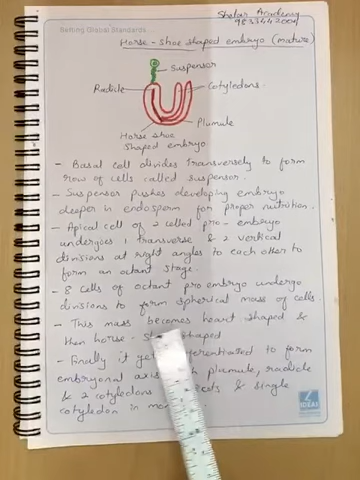 Shelar Academy
9833442004
Setting Global Standards
Horse-shoe shaped embryo (mature)
Suspensor
Radicle
Cotyledons
Plumule
Horse shoe
shaped embryo
- Basal cell divides transversely to form
row of cells called suspensor.
- Suspensor pushes developing embryo
deeper in endosperm for proper nutrition.
- Apical cell of 2 celled pro-embryo
undergoes 1 transverse & 2 vertical
divisions at right angles to each other to
form an octant stage.
- 8 cells of octant pro embryo undergo
divisions to form spherical mass of cells.
- This mass becomes heart shaped &
then horse- shaped
- Finally it get differentiated to form
embryonal axis plumule, radicle
& 2 cotyledons & single
cotyledon in
IDEAL